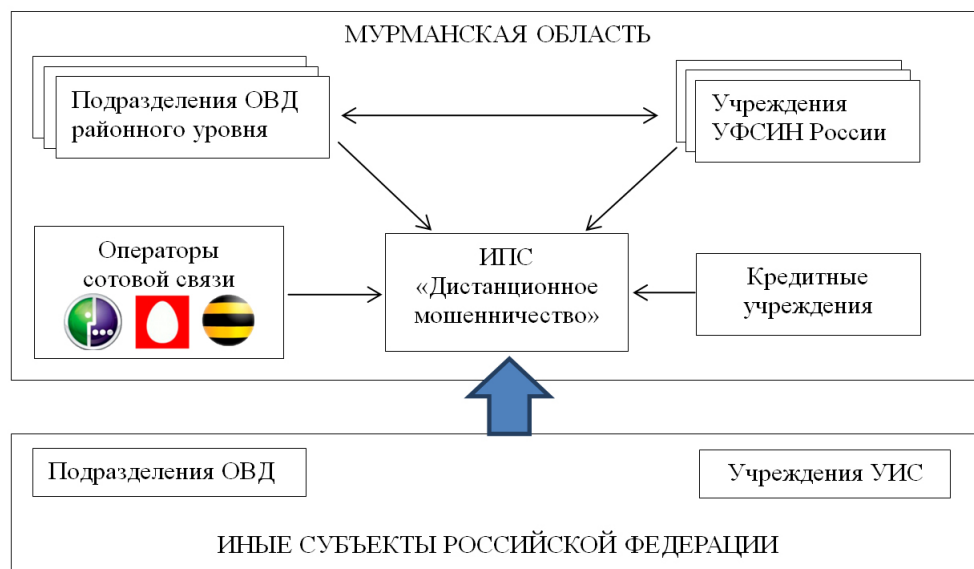 МУРМАНСКАЯ ОБЛАСТЬ
Подразделения ОВД
районного уровня
Учреждения
УФСИН России
Операторы
сотовой связи
ИПС
«Дистанционное
мошенничество»
Кредитные
учреждения
Подразделения ОВД
Учреждения УИС
ИНЫЕ СУБЪЕКТЫ РОССИЙСКОЙ ФЕДЕРАЦИИ